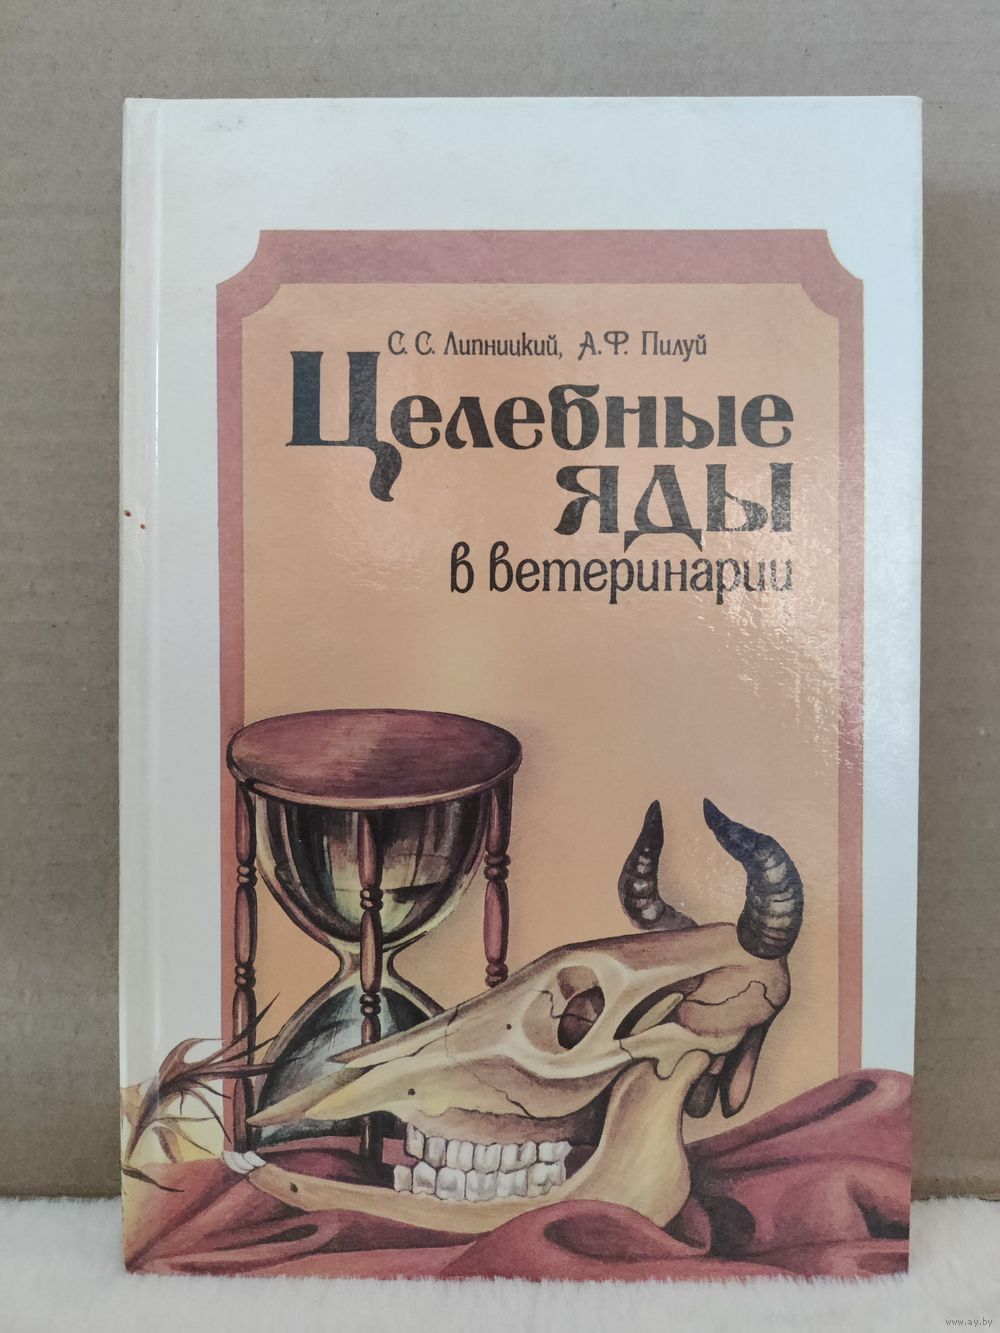 С. С. Липницкий, А. Ф. Пилуй
Целебные
яды
в ветеринарии
www.ay.by